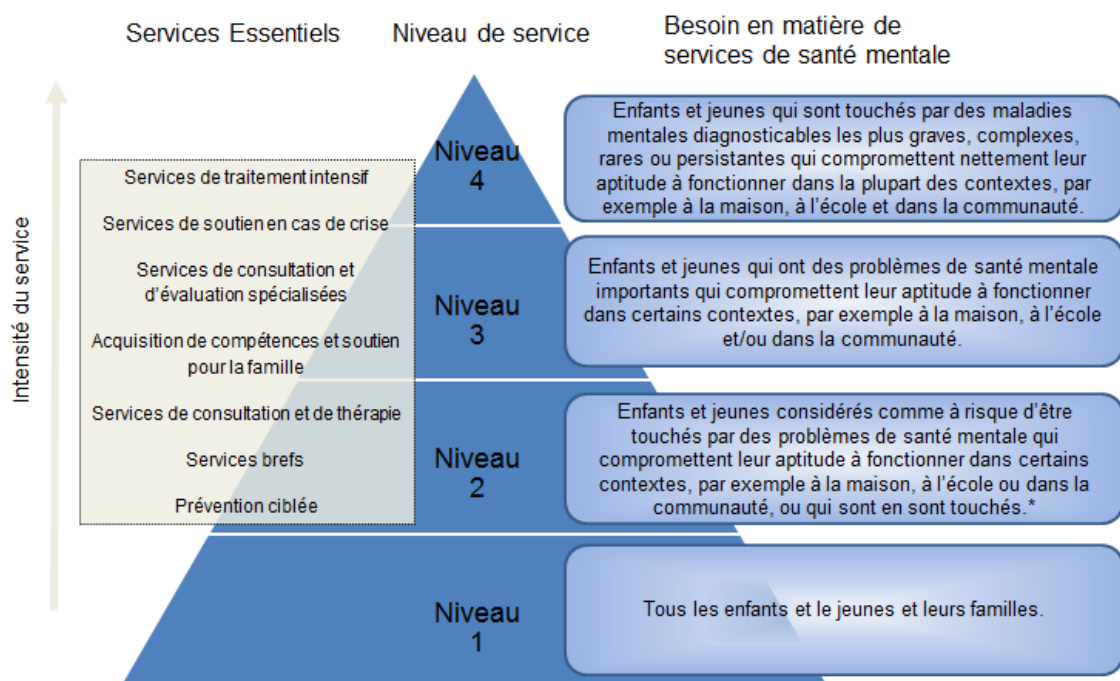 Services Essentiels
Niveau de service
Besoin en matière de
services de santé mentale
Intensité du service
Services de traitement intensif
Services de soutien en cas de crise
Services de consultation et
d'évaluation spécialisées
Acquisition de compétences et soutien
pour la famille
Services de consultation et de thérapie
Services brefs
Prévention ciblée
Niveau
4
Enfants et jeunes qui sont touchés par des maladies
mentales diagnosticables les plus graves, complexes,
rares ou persistantes qui compromettent nettement leur
aptitude à fonctionner dans la plupart des contextes, par
exemple à la maison, à l'école et dans la communauté.
Niveau
3
Enfants et jeunes qui ont des problèmes de santé mentale
importants qui compromettent leur aptitude à fonctionner
dans certains contextes, par exemple à la maison, à l'école
et/ou dans la communauté.
Niveau
2
Enfants et jeunes considérés comme à risque d'être
touchés par des problèmes de santé mentale qui
compromettent leur aptitude à fonctionner dans certains
contextes, par exemple à la maison, à l'école ou dans la
communauté, ou qui sont en sont touchés.*
Niveau
1
Tous les enfants et le jeunes et leurs familles.